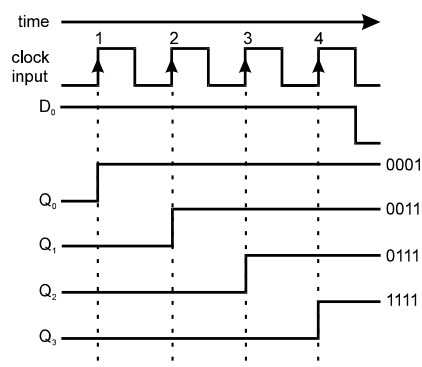 time
1 2 3 4
clock
input
D₀
0001
Q₀
0011
Q₁
0111
Q₂
1111
Q₃